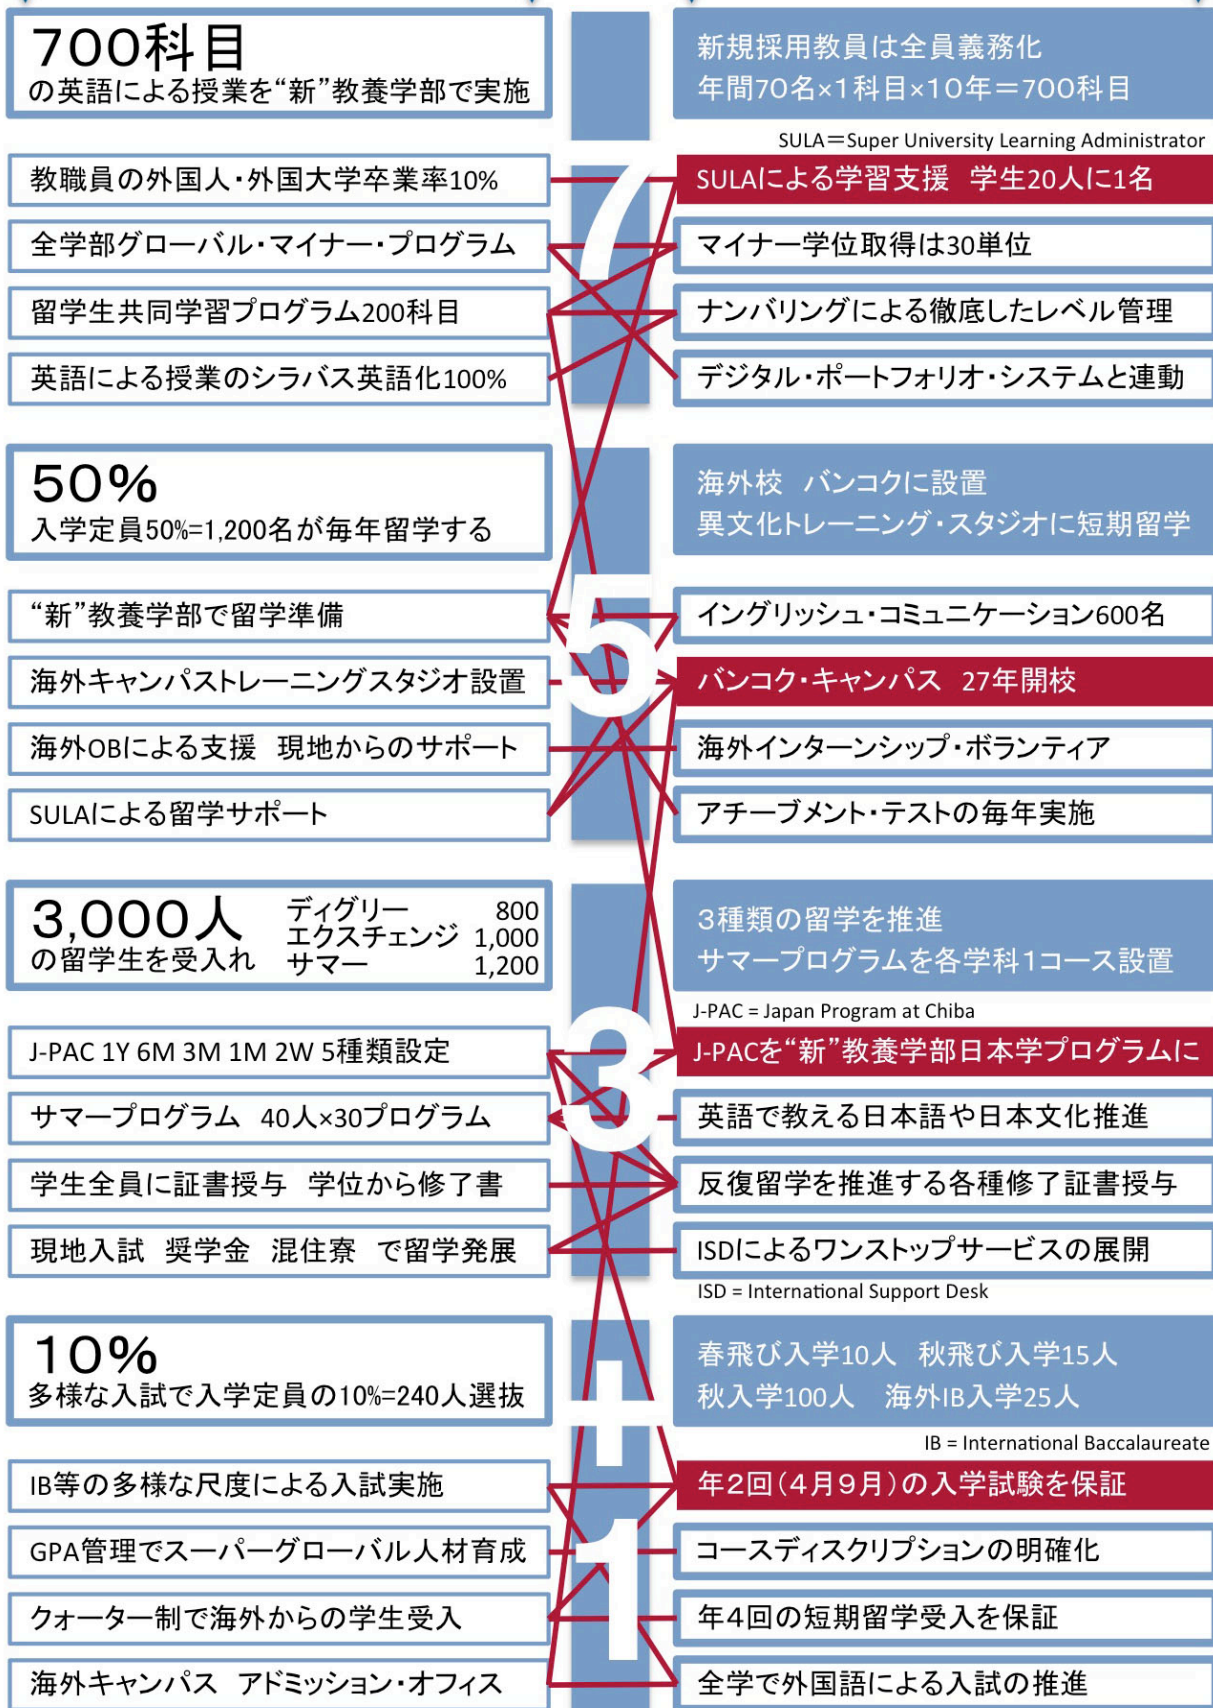 700科目
の英語による授業を“新”教養学部で実施
新規採用教員は全員義務化
年間70名×1科目×10年＝700科目
SULA＝Super University Learning Administrator
7
教職員の外国人・外国大学卒業率10%
SULAによる学習支援 学生20人に1名
全学部グローバル・マイナー・プログラム
マイナー学位取得は30単位
留学生共同学習プログラム200科目
ナンバリングによる徹底したレベル管理
英語による授業のシラバス英語化100%
デジタル・ポートフォリオ・システムと連動
50%
入学定員50%=1,200名が毎年留学する
海外校 バンコクに設置
異文化トレーニング・スタジオに短期留学
5
“新”教養学部で留学準備
イングリッシュ・コミュニケーション600名
海外キャンパストレーニングスタジオ設置
バンコク・キャンパス 27年開校
海外OBによる支援 現地からのサポート
海外インターンシップ・ボランティア
SULAによる留学サポート
アチーブメント・テストの毎年実施
3,000人
の留学生を受入れ
ディグリー 800
エクスチェンジ 1,000
サマー 1,200
3種類の留学を推進
サマープログラムを各学科1コース設置
J-PAC = Japan Program at Chiba
3
J-PAC 1Y 6M 3M 1M 2W 5種類設定
J-PACを“新”教養学部日本学プログラムに
サマープログラム 40人×30プログラム
英語で教える日本語や日本文化推進
学生全員に証書授与 学位から修了書
反復留学を推進する各種修了証書授与
現地入試 奨学金 混住寮 で留学発展
ISDによるワンストップサービスの展開
ISD = International Support Desk
10%
多様な入試で入学定員の10%=240人選抜
春飛び入学10人 秋飛び入学15人
秋入学100人 海外IB入学25人
IB = International Baccalaureate
+
1
IB等の多様な尺度による入試実施
年2回（4月9月）の入学試験を保証
GPA管理でスーパーグローバル人材育成
コースディスクリプションの明確化
クォーター制で海外からの学生受入
年4回の短期留学受入を保証
海外キャンパス アドミッション・オフィス
全学で外国語による入試の推進